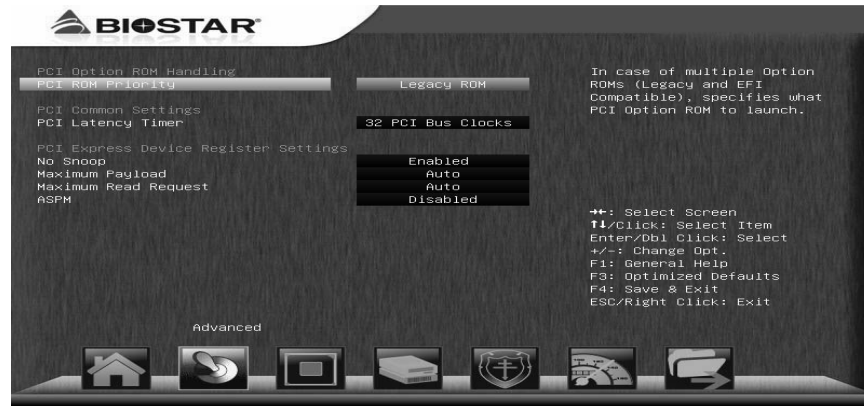 BIOSTAR®
PCI Option ROM Handling
PCI ROM Priority Legacy ROM
PCI Common Settings
PCI Latency Timer 32 PCI Bus Clocks
PCI Express Device Register Settings
No Snoop Enabled
Maximum Payload Auto
Maximum Read Request Auto
ASPM Disabled
In case of multiple Option
ROMs (Legacy and EFI
Compatible), specifies what
PCI Option ROM to launch.
→←: Select Screen
↑↓/Click: Select Item
Enter/Dbl Click: Select
+/-: Change Opt.
F1: General Help
F3: Optimized Defaults
F4: Save & Exit
ESC/Right Click: Exit
Advanced